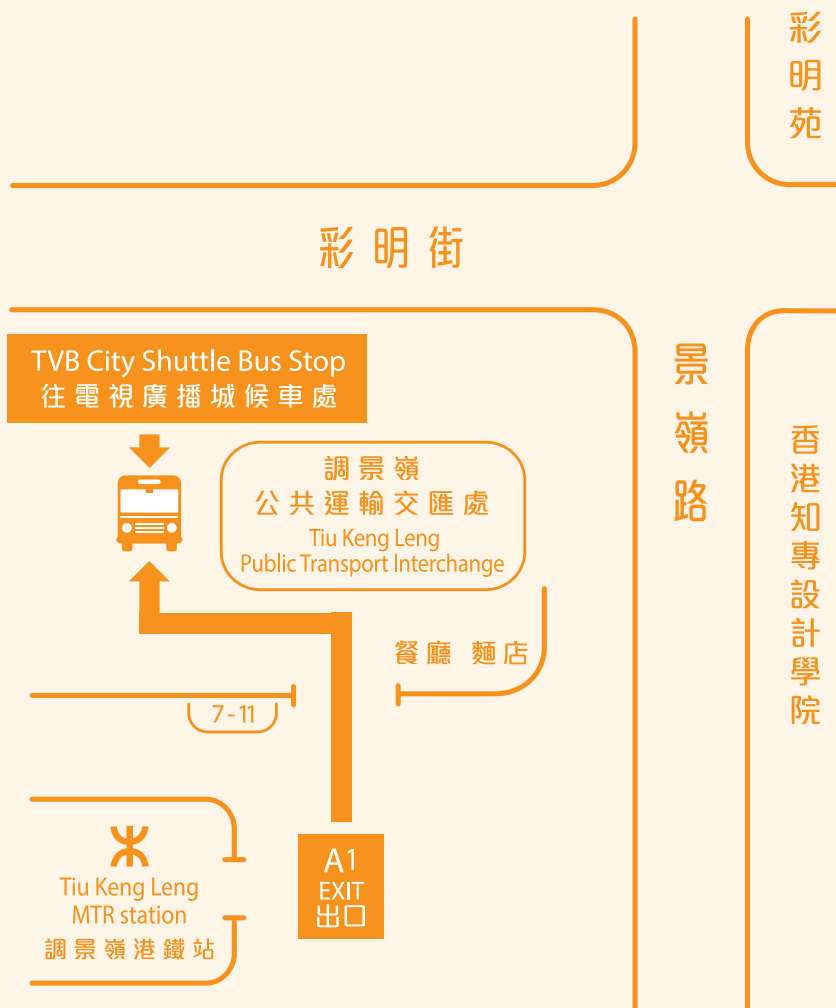 彩明苑
彩明街
TVB City Shuttle Bus Stop
往電視廣播城候車處
景嶺路
調景嶺
公共運輸交匯處
Tiu Keng Leng
Public Transport Interchange
香港知專設計學院
餐廳 麵店
7-11
A1
EXIT
出口
Tiu Keng Leng
MTR station
調景嶺港鐵站